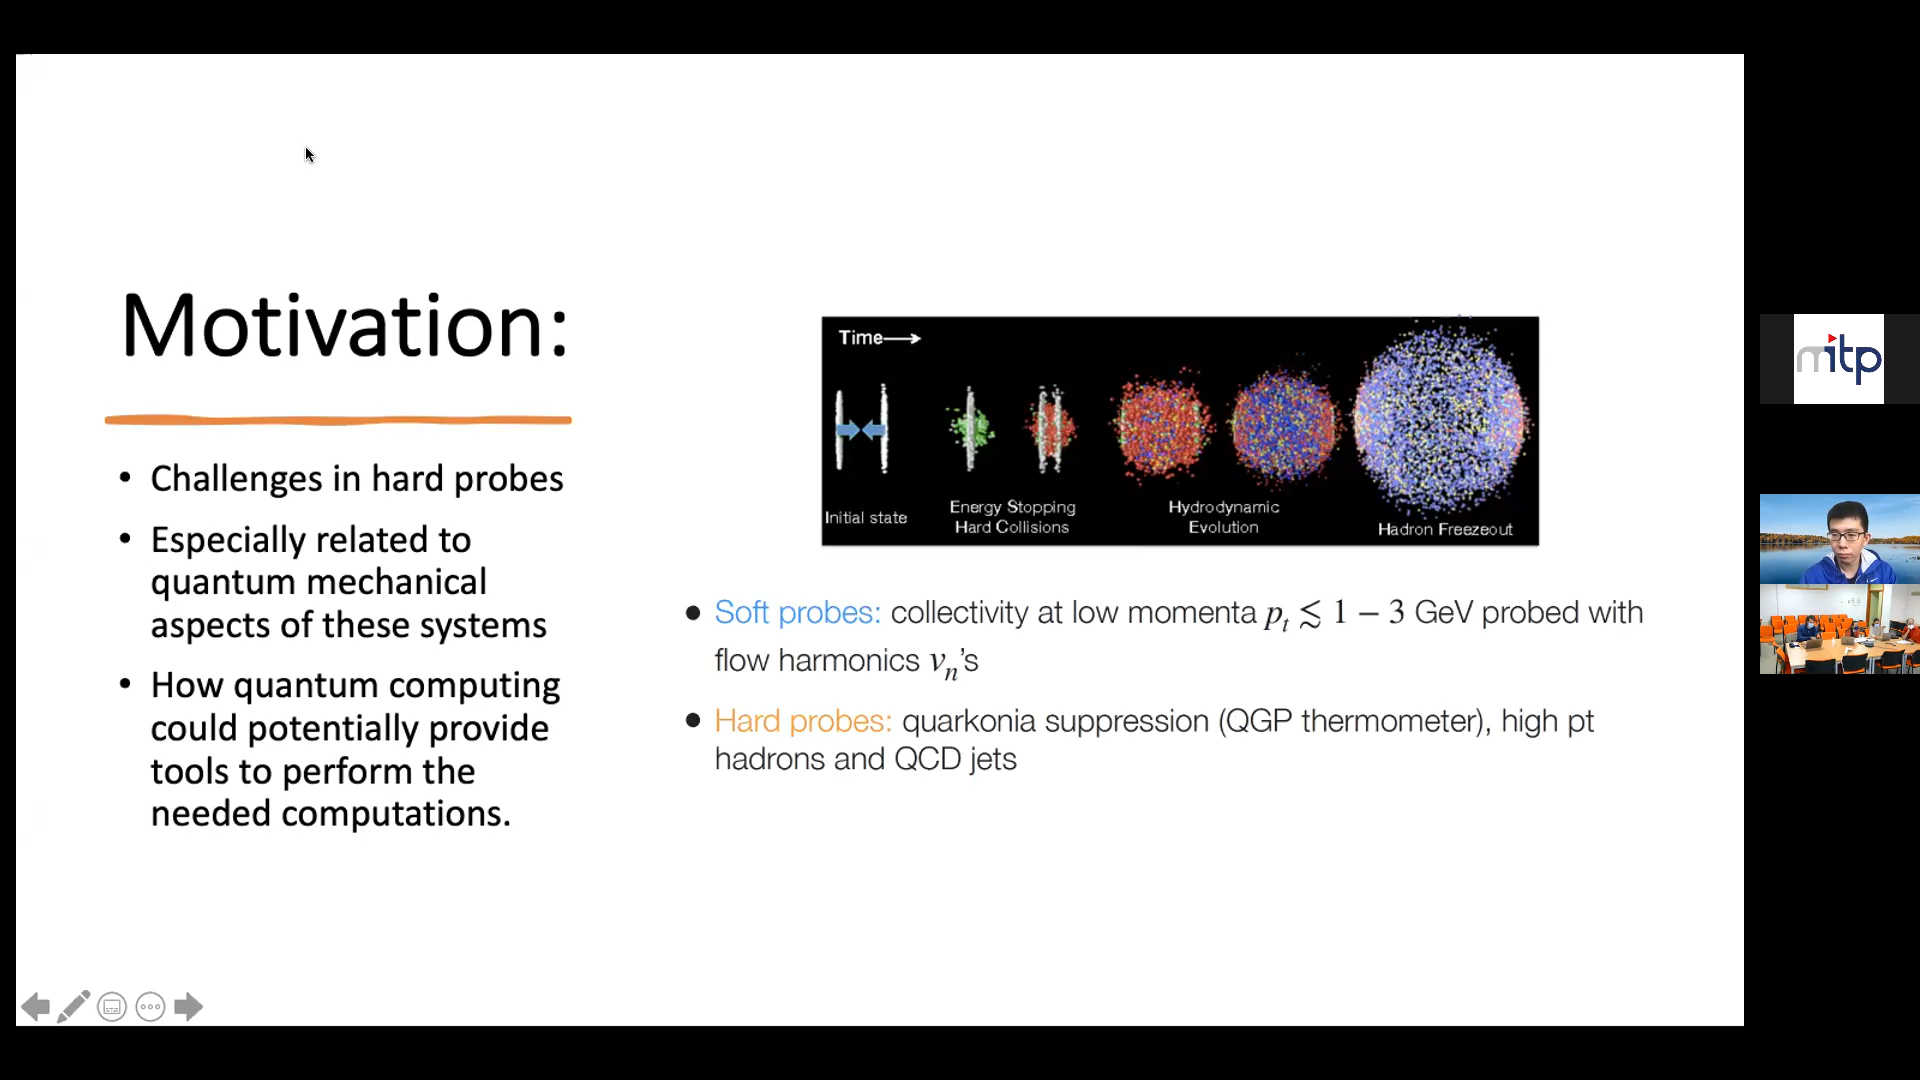 Motivation:
• Challenges in hard probes
• Especially related to
quantum mechanical
aspects of these systems
• How quantum computing
could potentially provide
tools to perform the
needed computations.
Time→
Initial state
Energy Stopping
Hard Collisions
Hydrodynamic
Evolution
Hadron Freezeout
• Soft probes: collectivity at low momenta pₜ ≲ 1 − 3 GeV probed with
flow harmonics vₙ’s
• Hard probes: quarkonia suppression (QGP thermometer), high pt
hadrons and QCD jets
mitp